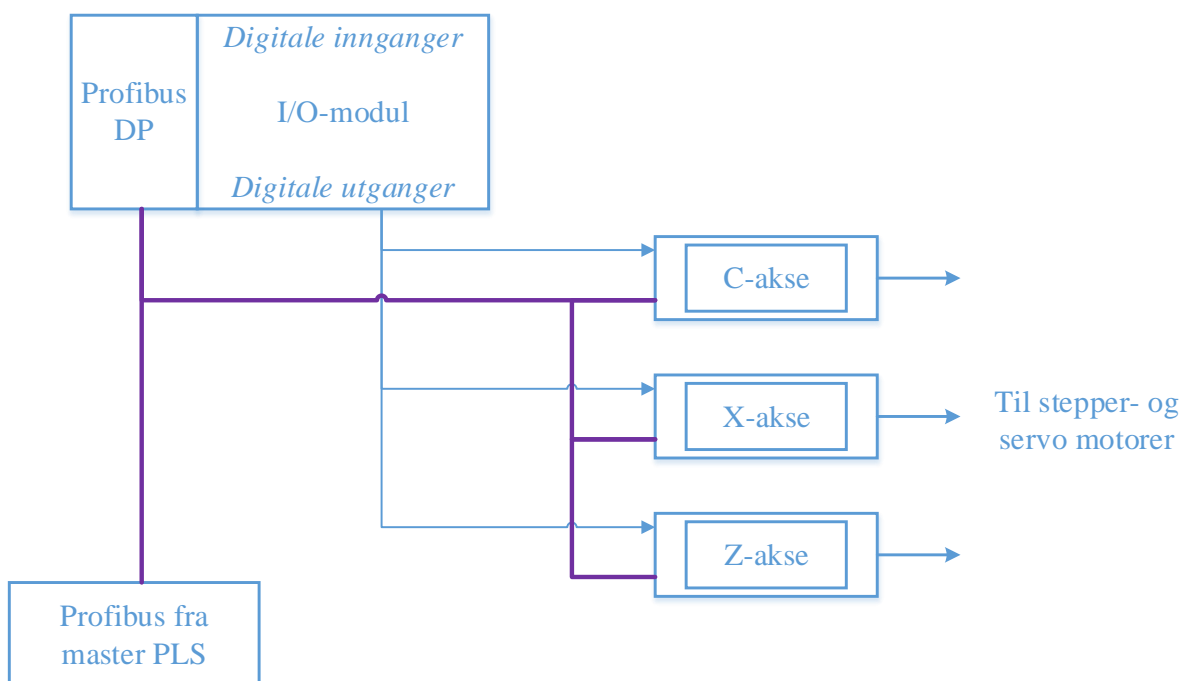 Profibus
DP
Digitale innganger
I/O-modul
Digitale utganger
C-akse
X-akse
Til stepper- og
servo motorer
Z-akse
Profibus fra
master PLS